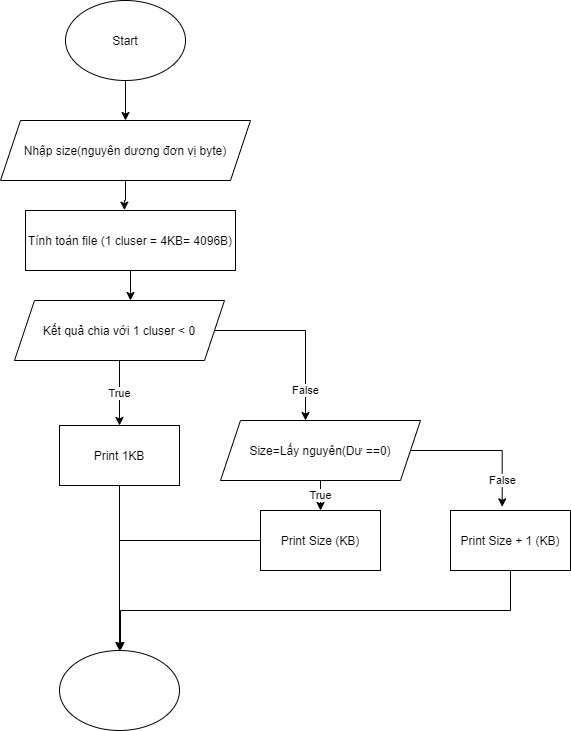 Start
Nhập size(nguyên dương đơn vị byte)
Tính toán file (1 cluser = 4KB= 4096B)
Kết quả chia với 1 cluser < 0
True
False
Print 1KB
Size=Lấy nguyên(Dư ==0)
True
False
Print Size (KB)
Print Size + 1 (KB)